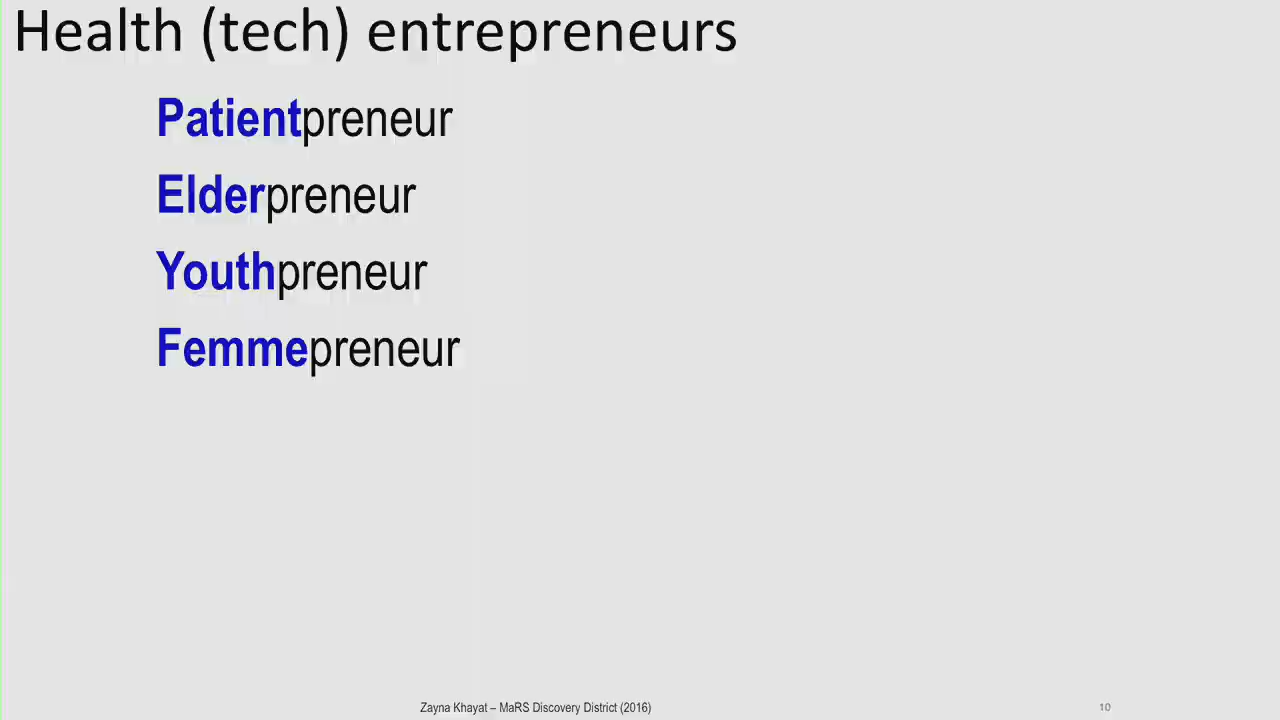 Health (tech) entrepreneurs
Patientpreneur
Elderpreneur
Youthpreneur
Femmepreneur
Zayna Khayat – MaRS Discovery District (2016)
10